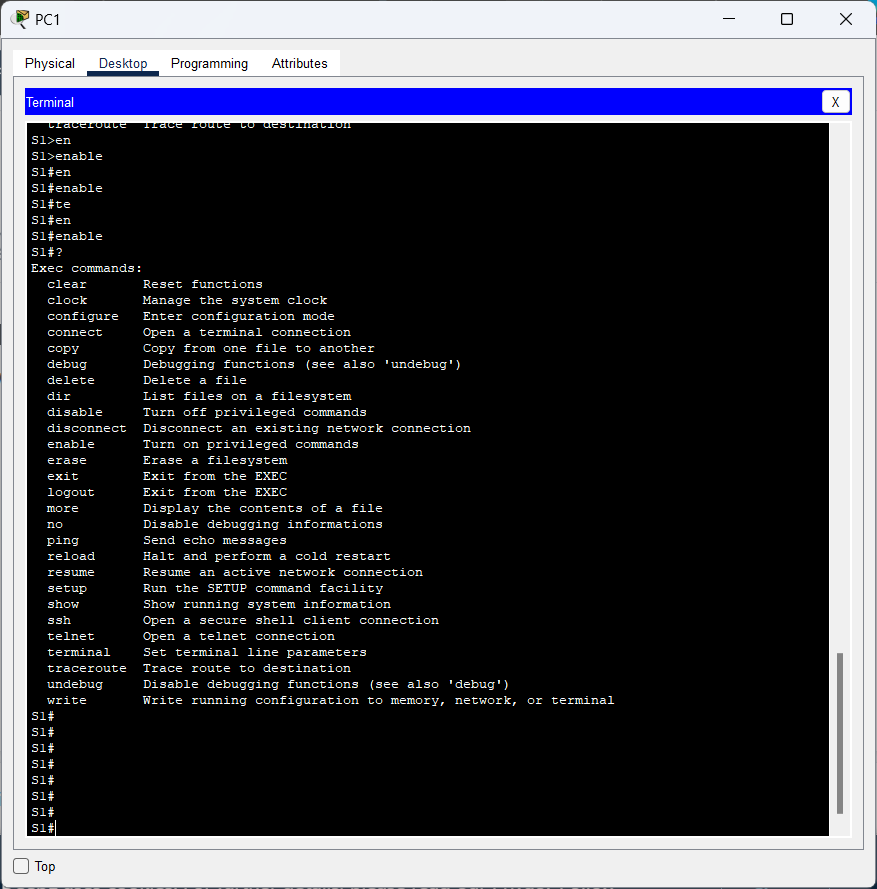 PC1
Physical Desktop Programming Attributes
Terminal X
traceroute Trace route to destination
S1>en
S1>enable
S1#en
S1#enable
S1#te
S1#en
S1#enable
S1#?
Exec commands:
clear Reset functions
clock Manage the system clock
configure Enter configuration mode
connect Open a terminal connection
copy Copy from one file to another
debug Debugging functions (see also 'undebug')
delete Delete a file
dir List files on a filesystem
disable Turn off privileged commands
disconnect Disconnect an existing network connection
enable Turn on privileged commands
erase Erase a filesystem
exit Exit from the EXEC
logout Exit from the EXEC
more Display the contents of a file
no Disable debugging informations
ping Send echo messages
reload Halt and perform a cold restart
resume Resume an active network connection
setup Run the SETUP command facility
show Show running system information
ssh Open a secure shell client connection
telnet Open a telnet connection
terminal Set terminal line parameters
traceroute Trace route to destination
undebug Disable debugging functions (see also 'debug')
write Write running configuration to memory, network, or terminal
S1#
S1#
S1#
S1#
S1#
S1#
S1#
S1#
Top